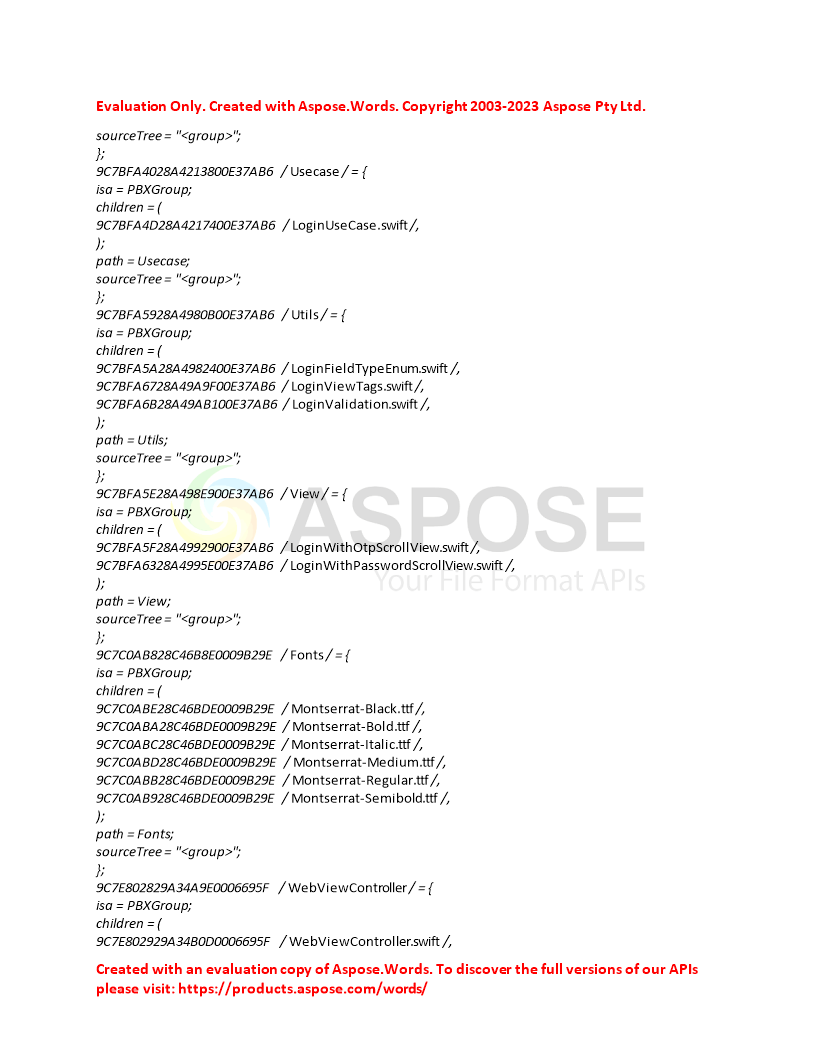 Evaluation Only. Created with Aspose.Words. Copyright 2003-2023 Aspose Pty Ltd.
sourceTree = "<group>";
};
9C7BFA4028A4213800E37AB6 / Usecase / = {
isa = PBXGroup;
children = (
9C7BFA4D28A4217400E37AB6 / LoginUseCase.swift /,
);
path = Usecase;
sourceTree = "<group>";
};
9C7BFA5928A4980B00E37AB6 / Utils / = {
isa = PBXGroup;
children = (
9C7BFA5A28A4982400E37AB6 / LoginFieldTypeEnum.swift /,
9C7BFA6728A49A9F00E37AB6 / LoginViewTags.swift /,
9C7BFA6B28A49AB100E37AB6 / LoginValidation.swift /,
);
path = Utils;
sourceTree = "<group>";
};
9C7BFA5E28A498E900E37AB6 / View / = {
isa = PBXGroup;
children = (
9C7BFA5F28A4992900E37AB6 / LoginWithOtpScrollView.swift /,
9C7BFA6328A4995E00E37AB6 / LoginWithPasswordScrollView.swift /,
);
path = View;
sourceTree = "<group>";
};
9C7C0AB828C46B8E0009B29E / Fonts / = {
isa = PBXGroup;
children = (
9C7C0ABE28C46BDE0009B29E / Montserrat-Black.ttf /,
9C7C0ABA28C46BDE0009B29E / Montserrat-Bold.ttf /,
9C7C0ABC28C46BDE0009B29E / Montserrat-Italic.ttf /,
9C7C0ABD28C46BDE0009B29E / Montserrat-Medium.ttf /,
9C7C0ABB28C46BDE0009B29E / Montserrat-Regular.ttf /,
9C7C0AB928C46BDE0009B29E / Montserrat-Semibold.ttf /,
);
path = Fonts;
sourceTree = "<group>";
};
9C7E802829A34A9E0006695F / WebViewController / = {
isa = PBXGroup;
children = (
9C7E802929A34B0D0006695F / WebViewController.swift /,
Created with an evaluation copy of Aspose.Words. To discover the full versions of our APIs
please visit: https://products.aspose.com/words/
ASPOSE
Your File Format APIs